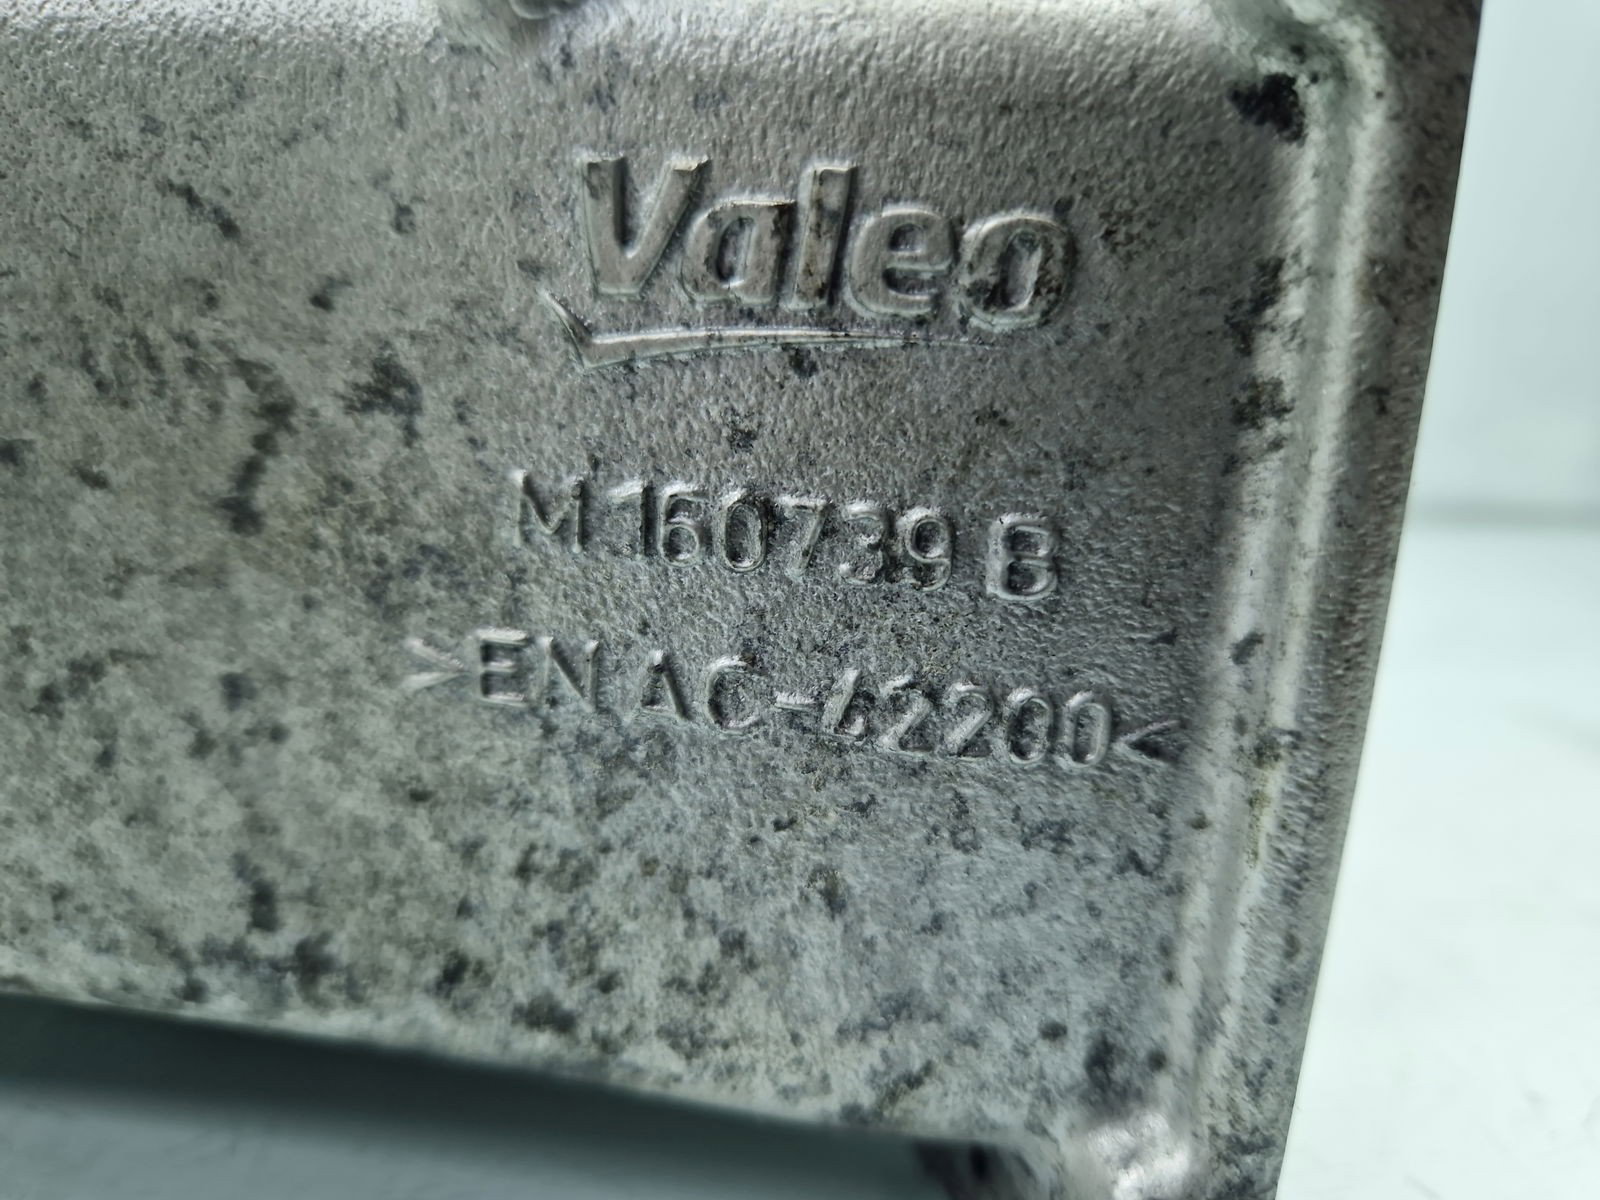 Valeo
M 160739 B
>EN AC-42200<